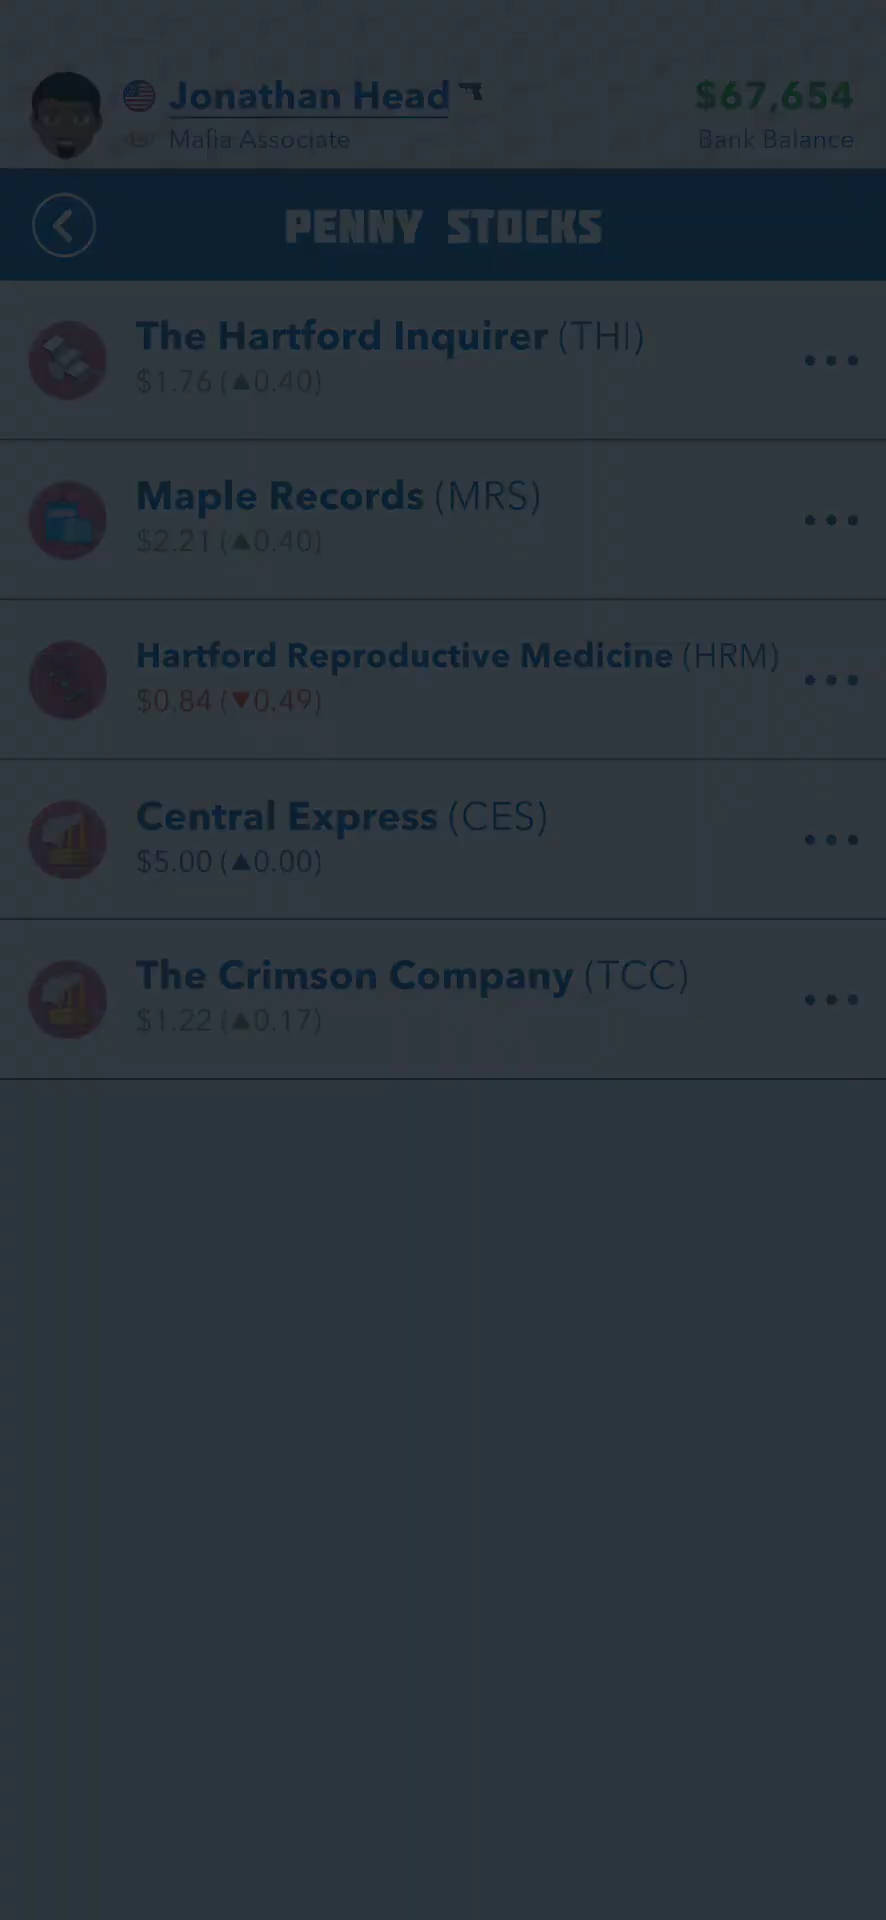 Jonathan Head
$67,654
Mafia Associate
Bank Balance
PENNY STOCKS
The Hartford Inquirer (THI)
$1.76 (▲0.40)
Maple Records (MRS)
$2.21 (▲0.40)
Hartford Reproductive Medicine (HRM)
$0.84 (▼0.49)
Central Express (CES)
$5.00 (▲0.00)
The Crimson Company (TCC)
$1.22 (▲0.17)